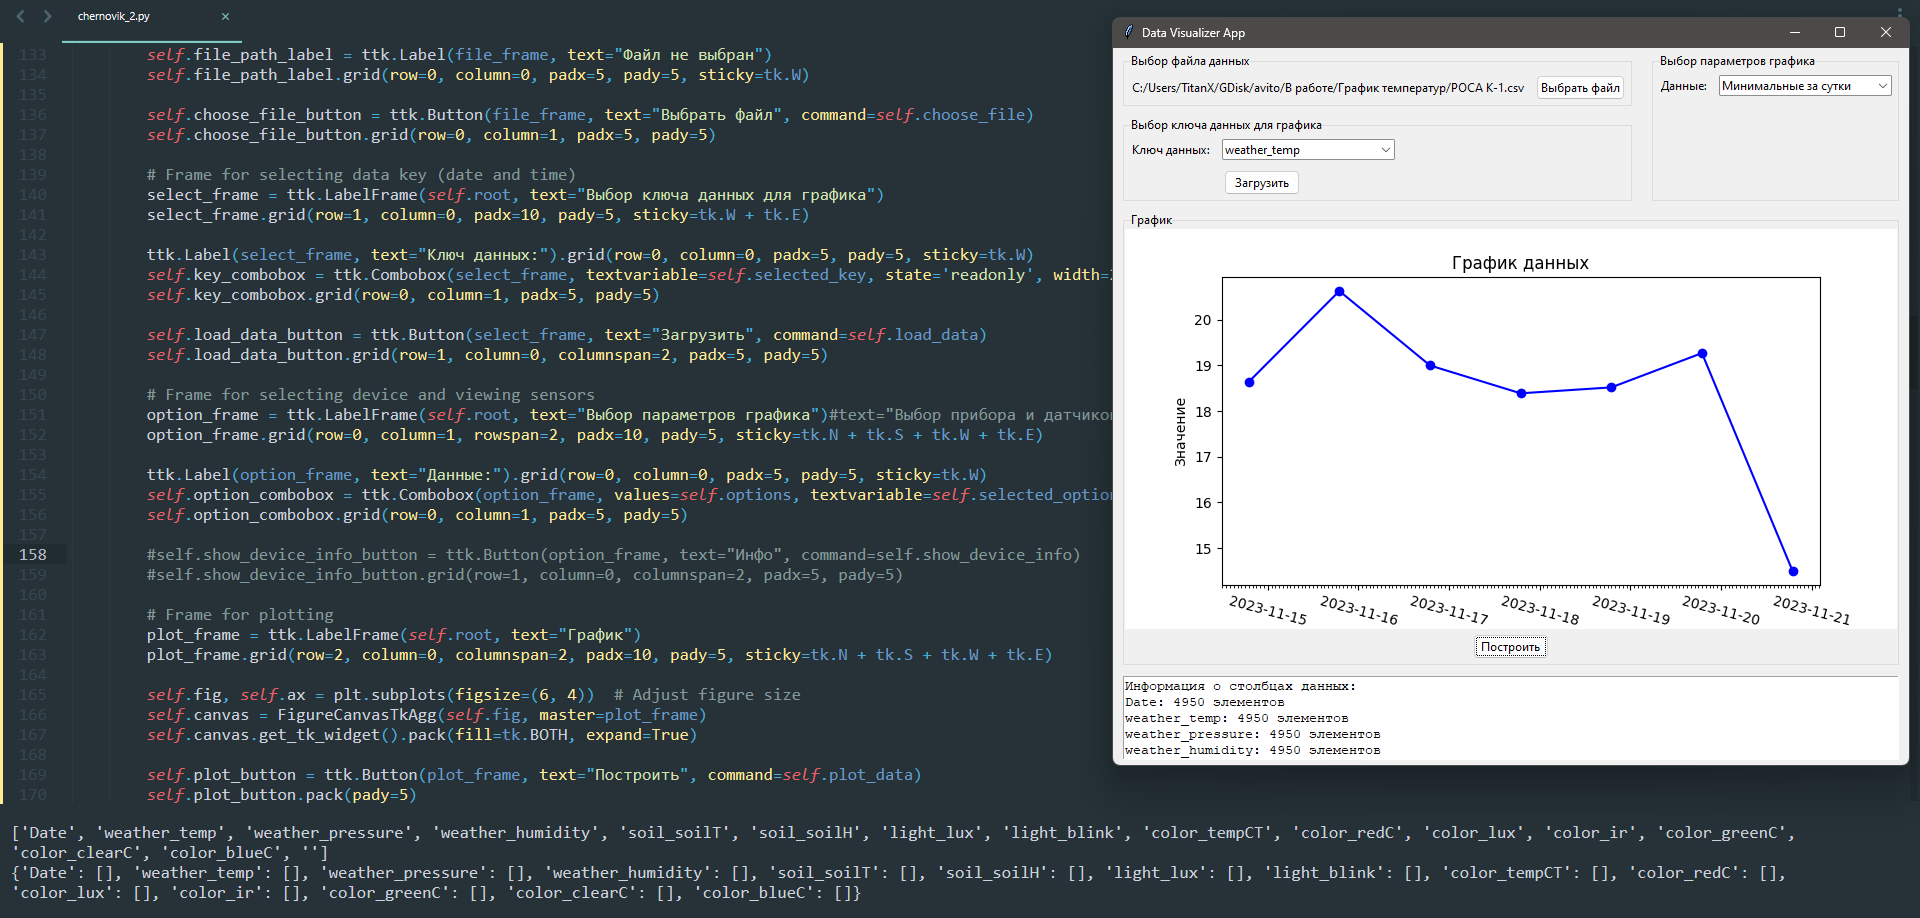 chernovik_2.py
133 self.file_path_label = ttk.Label(file_frame, text="Файл не выбран")
134 self.file_path_label.grid(row=0, column=0, padx=5, pady=5, sticky=tk.W)
135
136 self.choose_file_button = ttk.Button(file_frame, text="Выбрать файл", command=self.choose_file)
137 self.choose_file_button.grid(row=0, column=1, padx=5, pady=5)
138
139 # Frame for selecting data key (date and time)
140 select_frame = ttk.LabelFrame(self.root, text="Выбор ключа данных для графика")
141 select_frame.grid(row=1, column=0, padx=10, pady=5, sticky=tk.W + tk.E)
142
143 ttk.Label(select_frame, text="Ключ данных:").grid(row=0, column=0, padx=5, pady=5, sticky=tk.W)
144 self.key_combobox = ttk.Combobox(select_frame, textvariable=self.selected_key, state='readonly', width=
145 self.key_combobox.grid(row=0, column=1, padx=5, pady=5)
146
147 self.load_data_button = ttk.Button(select_frame, text="Загрузить", command=self.load_data)
148 self.load_data_button.grid(row=1, column=0, columnspan=2, padx=5, pady=5)
149
150 # Frame for selecting device and viewing sensors
151 option_frame = ttk.LabelFrame(self.root, text="Выбор параметров графика")#text="Выбор прибора и датчиков
152 option_frame.grid(row=0, column=1, rowspan=2, padx=10, pady=5, sticky=tk.N + tk.S + tk.W + tk.E)
153
154 ttk.Label(option_frame, text="Данные:").grid(row=0, column=0, padx=5, pady=5, sticky=tk.W)
155 self.option_combobox = ttk.Combobox(option_frame, values=self.options, textvariable=self.selected_option
156 self.option_combobox.grid(row=0, column=1, padx=5, pady=5)
157
158 #self.show_device_info_button = ttk.Button(option_frame, text="Инфо", command=self.show_device_info)
159 #self.show_device_info_button.grid(row=1, column=0, columnspan=2, padx=5, pady=5)
160
161 # Frame for plotting
162 plot_frame = ttk.LabelFrame(self.root, text="График")
163 plot_frame.grid(row=2, column=0, columnspan=2, padx=10, pady=5, sticky=tk.N + tk.S + tk.W + tk.E)
164
165 self.fig, self.ax = plt.subplots(figsize=(6, 4)) # Adjust figure size
166 self.canvas = FigureCanvasTkAgg(self.fig, master=plot_frame)
167 self.canvas.get_tk_widget().pack(fill=tk.BOTH, expand=True)
168
169 self.plot_button = ttk.Button(plot_frame, text="Построить", command=self.plot_data)
170 self.plot_button.pack(pady=5)
['Date', 'weather_temp', 'weather_pressure', 'weather_humidity', 'soil_soilT', 'soil_soilH', 'light_lux', 'light_blink', 'color_tempCT', 'color_redC', 'color_lux', 'color_ir', 'color_greenC',
'color_clearC', 'color_blueC', '']
{'Date': [], 'weather_temp': [], 'weather_pressure': [], 'weather_humidity': [], 'soil_soilT': [], 'soil_soilH': [], 'light_lux': [], 'light_blink': [], 'color_tempCT': [], 'color_redC': [],
'color_lux': [], 'color_ir': [], 'color_greenC': [], 'color_clearC': [], 'color_blueC': []}
Data Visualizer App
Выбор файла данных
C:/Users/TitanX/GDisk/avito/В работе/График температур/РОСА К-1.csv
Выбрать файл
Выбор параметров графика
Данные: Минимальные за сутки
Выбор ключа данных для графика
Ключ данных: weather_temp
Загрузить
График
График данных
Значение
20
19
18
17
16
15
2023-11-15
2023-11-16
2023-11-17
2023-11-18
2023-11-19
2023-11-20
2023-11-21
Построить
Информация о столбцах данных:
Date: 4950 элементов
weather_temp: 4950 элементов
weather_pressure: 4950 элементов
weather_humidity: 4950 элементов